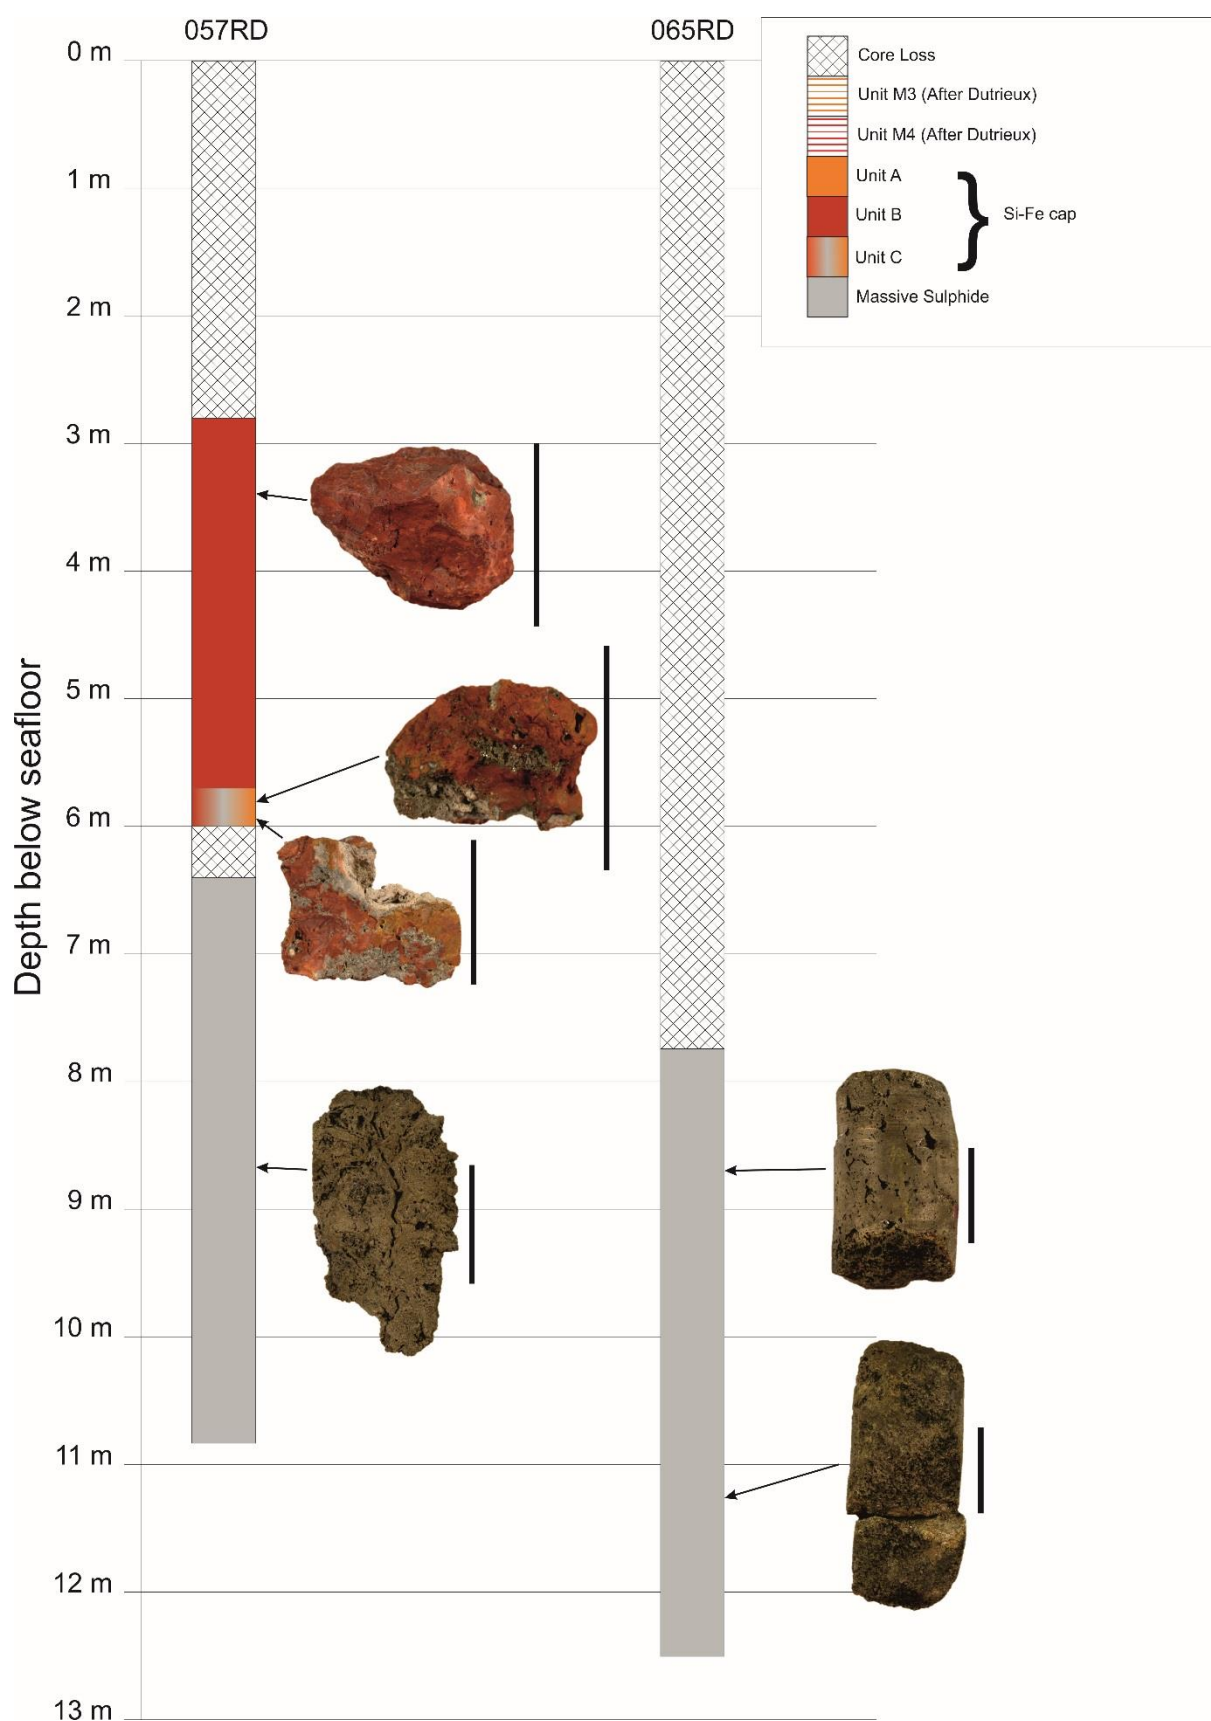 057RD
065RD
0 m
1 m
2 m
3 m
4 m
5 m
6 m
7 m
8 m
9 m
10 m
11 m
12 m
13 m
Depth below seafloor
Core Loss
Unit M3 (After Dutrieux)
Unit M4 (After Dutrieux)
Unit A
Unit B
Unit C
Massive Sulphide
} Si-Fe cap